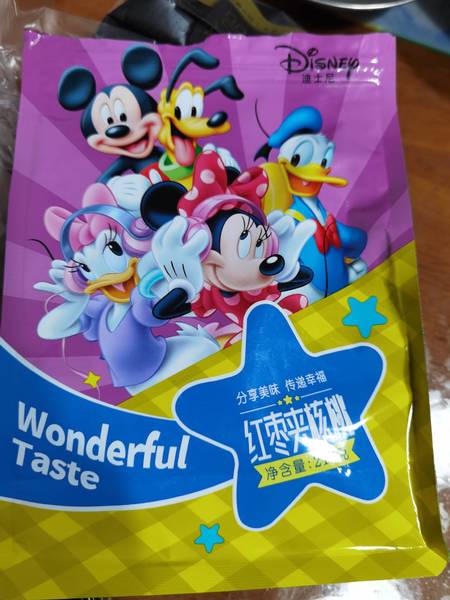 Disney
迪士尼
分享美味 传递幸福
红枣夹核桃
净含量:
Wonderful
Taste